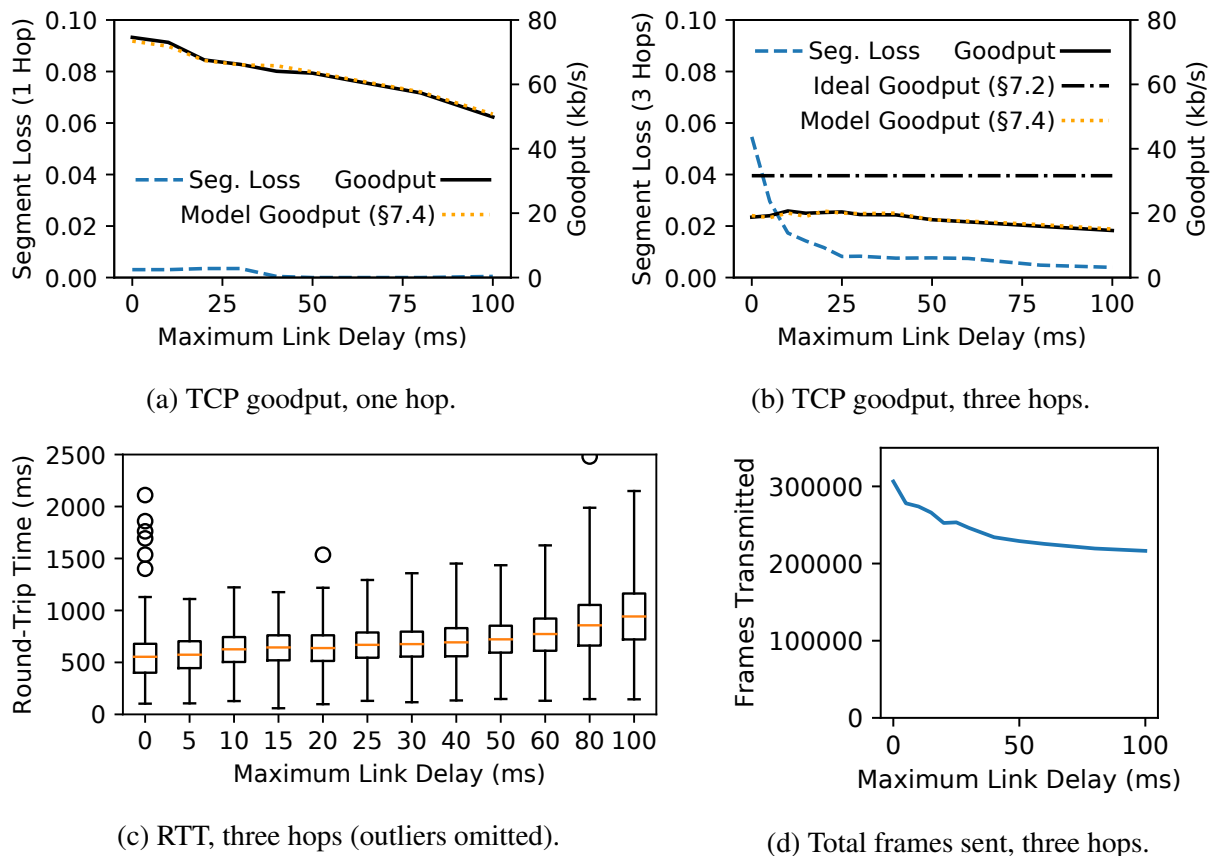 0.10
0.08
0.06
0.04
0.02
0.00
Segment Loss (1 Hop)
80
60
40
20
0
Goodput (kb/s)
Seg. Loss Goodput
Model Goodput (§7.4)
0 25 50 75 100
Maximum Link Delay (ms)
(a) TCP goodput, one hop.
0.10
0.08
0.06
0.04
0.02
0.00
Segment Loss (3 Hops)
80
60
40
20
0
Goodput (kb/s)
Seg. Loss Goodput
Ideal Goodput (§7.2)
Model Goodput (§7.4)
0 25 50 75 100
Maximum Link Delay (ms)
(b) TCP goodput, three hops.
2500
2000
1500
1000
500
0
Round-Trip Time (ms)
0 5 10 15 20 25 30 40 50 60 80 100
Maximum Link Delay (ms)
(c) RTT, three hops (outliers omitted).
300000
200000
100000
0
Frames Transmitted
0 50 100
Maximum Link Delay (ms)
(d) Total frames sent, three hops.